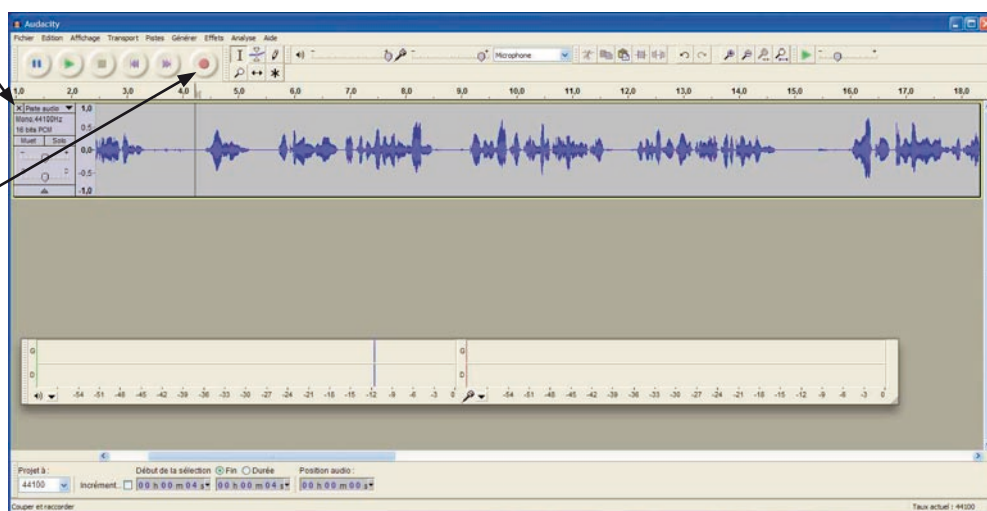 Audacity
Fichier Edition Affichage Transport Pistes Générer Effets Analyse Aide
Microphone
1,0 2,0 3,0 4,0 5,0 6,0 7,0 8,0 9,0 10,0 11,0 12,0 13,0 14,0 15,0 16,0 17,0 18,0
Piste audio
Mono, 44100Hz
16 bits PCM
Muet Solo
1,0
0,5
0,0
-0,5
-1,0
G
D
-54 -51 -48 -45 -42 -39 -36 -33 -30 -27 -24 -21 -18 -15 -12 -9 -6 -3 0
G
D
-54 -51 -48 -45 -42 -39 -36 -33 -30 -27 -24 -21 -18 -15 -12 -9 -6 -3 0
Projet à : Début de la sélection Fin Durée Position audio :
44100 Incrément. 00 h 00 m 04 s 00 h 00 m 04 s 00 h 00 m 00 s
Couper et raccorder Taux actuel : 44100